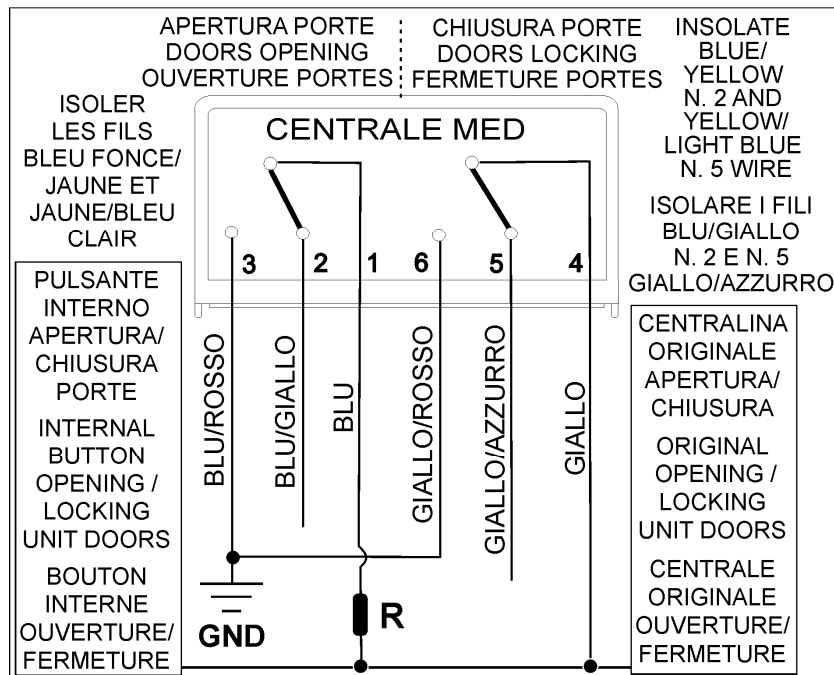 APERTURA PORTE
DOORS OPENING
OUVERTURE PORTES
CHIUSURA PORTE
DOORS LOCKING
FERMETURE PORTES
INSOLATE
BLUE/
YELLOW
N. 2 AND
YELLOW/
LIGHT BLUE
N. 5 WIRE
ISOLER
LES FILS
BLEU FONCE/
JAUNE ET
JAUNE/BLEU
CLAIR
CENTRALE MED
ISOLARE I FILI
BLU/GIALLO
N. 2 E N. 5
GIALLO/AZZURRO
3 2 1 6 5 4
PULSANTE
INTERNO
APERTURA/
CHIUSURA
PORTE
INTERNAL
BUTTON
OPENING /
LOCKING
UNIT DOORS
BOUTON
INTERNE
OUVERTURE/
FERMETURE
BLU/ROSSO
BLU/GIALLO
BLU
GIALLO/ROSSO
GIALLO/AZZURRO
GIALLO
CENTRALINA
ORIGINALE
APERTURA/
CHIUSURA
ORIGINAL
OPENING /
LOCKING
UNIT DOORS
CENTRALE
ORIGINALE
OUVERTURE/
FERMETURE
GND
R